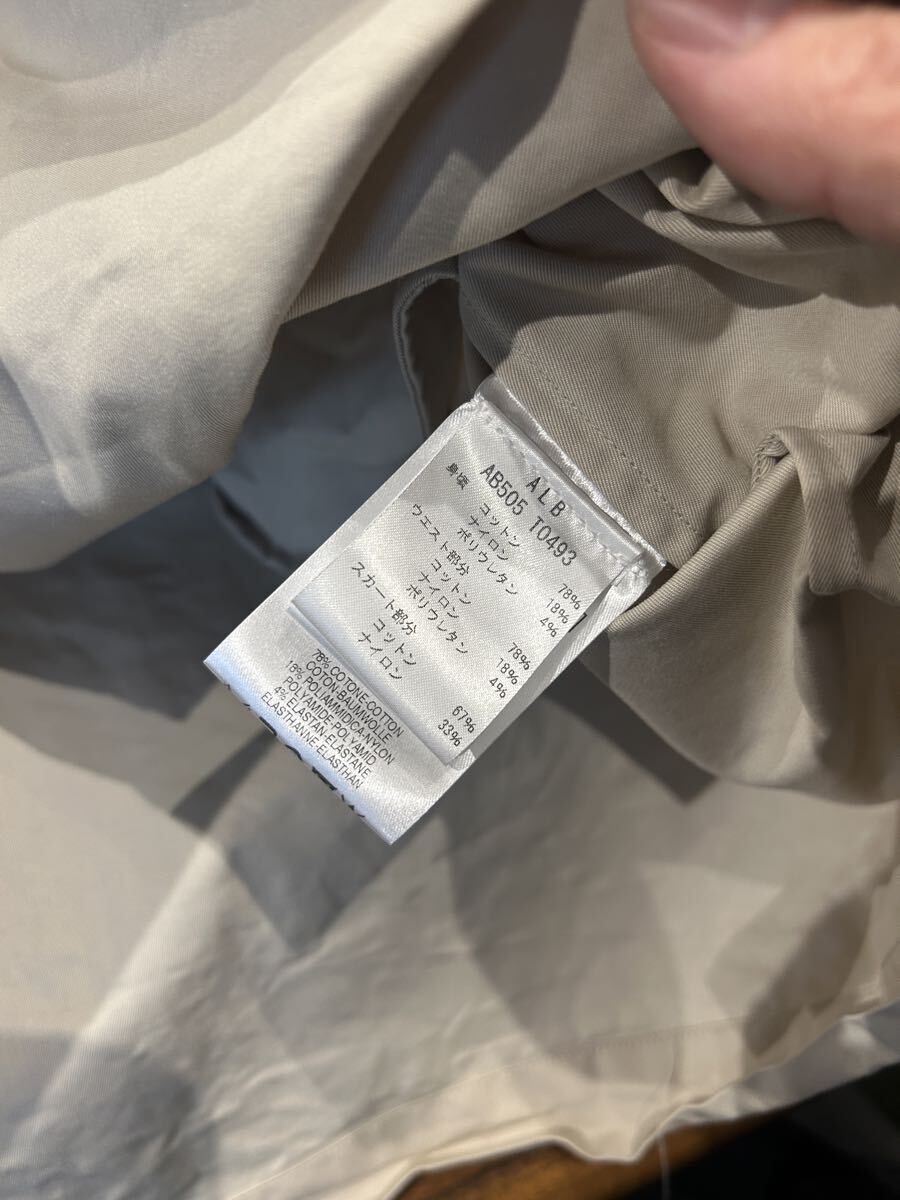 ALB
AB505 T0493
身頃
コットン 78%
ナイロン 18%
ポリウレタン 4%
ウエスト部分
コットン 78%
ナイロン 18%
ポリウレタン 4%
スカート部分
コットン 67%
ナイロン 33%
78% COTONE-COTTON
COTON-BAUMWOLLE
18% POLIAMMIDICA-NYLON
POLYAMIDE-POLYAMID
4% ELASTAN-ELASTANE
ELASTHANNE-ELASTHAN